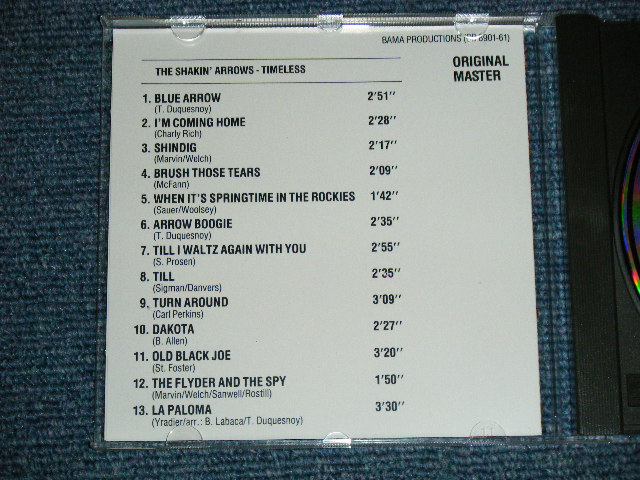 BAMA PRODUCTIONS (CD 8901-61)
THE SHAKIN' ARROWS - TIMELESS
ORIGINAL
MASTER
1. BLUE ARROW 2'51''
(T. Duquesnoy)
2. I'M COMING HOME 2'28''
(Charly Rich)
3. SHINDIG 2'17''
(Marvin/Welch)
4. BRUSH THOSE TEARS 2'09''
(McFann)
5. WHEN IT'S SPRINGTIME IN THE ROCKIES 1'42''
(Sauer/Woolsey)
6. ARROW BOOGIE 2'35''
(T. Duquesnoy)
7. TILL I WALTZ AGAIN WITH YOU 2'55''
(S. Prosen)
8. TILL 2'35''
(Sigman/Danvers)
9. TURN AROUND 3'09''
(Carl Perkins)
10. DAKOTA 2'27''
(B. Allen)
11. OLD BLACK JOE 3'20''
(St. Foster)
12. THE FLYDER AND THE SPY 1'50''
(Marvin/Welch/Sanwell/Rostill)
13. LA PALOMA 3'30''
(Yradier/arr.: B. Labaca/T. Duquesnoy)